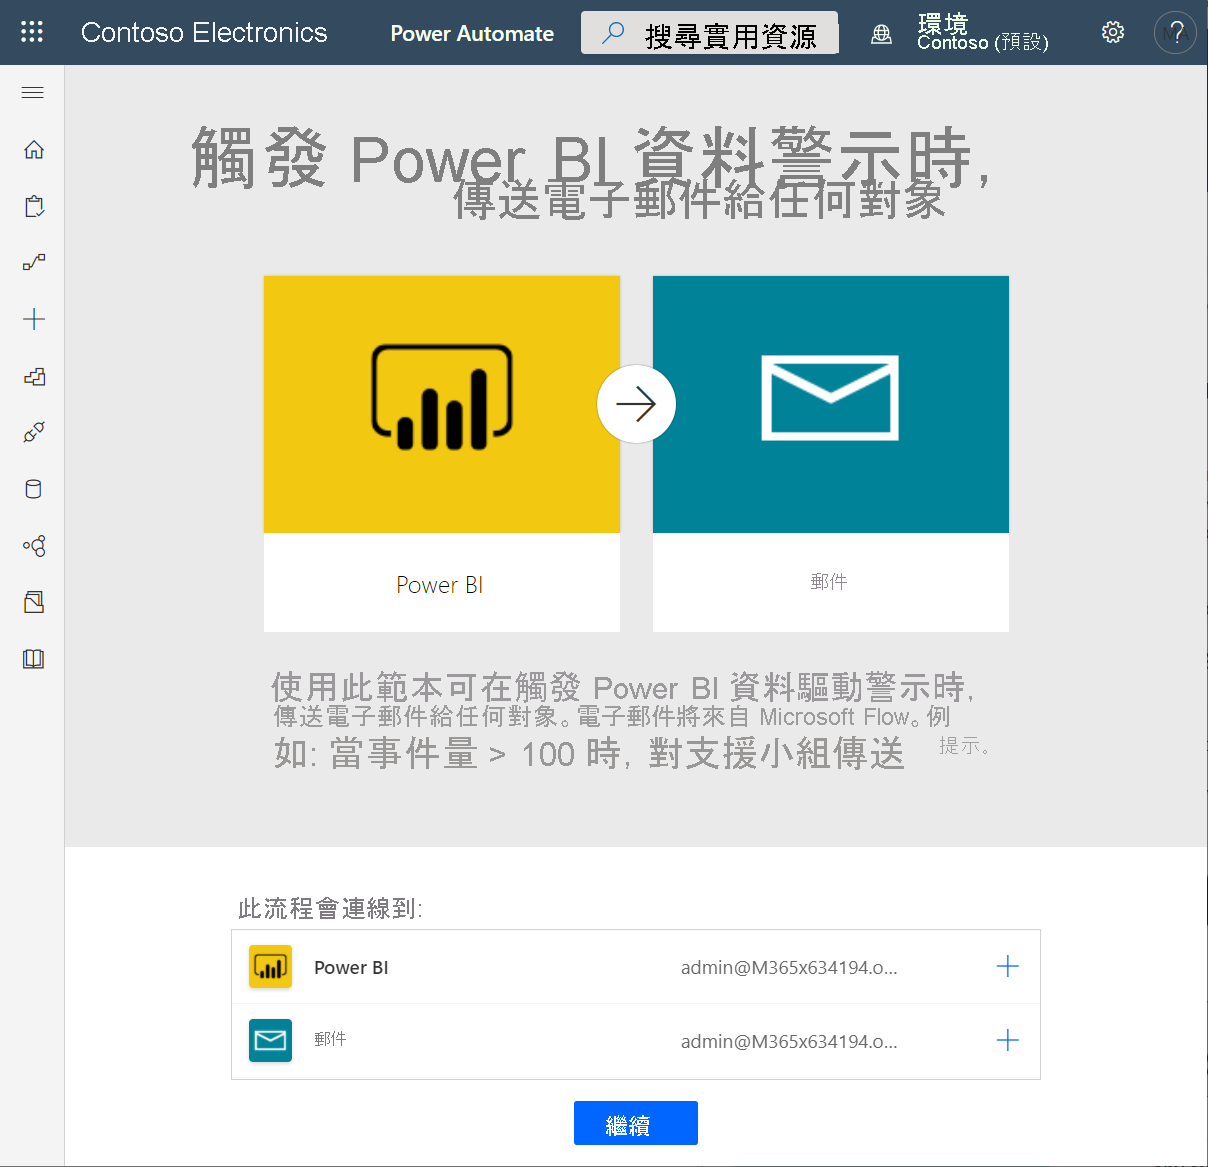 Contoso Electronics
Power Automate
搜尋實用資源
環境
Contoso (預設)
?
觸發 Power BI 資料警示時,
傳送電子郵件給任何對象
Power BI
郵件
使用此範本可在觸發 Power BI 資料驅動警示時,
傳送電子郵件給任何對象。電子郵件將來自 Microsoft Flow。例
如: 當事件量 > 100 時, 對支援小組傳送 提示。
此流程會連線到:
Power BI admin@M365x634194.o...
郵件 admin@M365x634194.o...
繼續